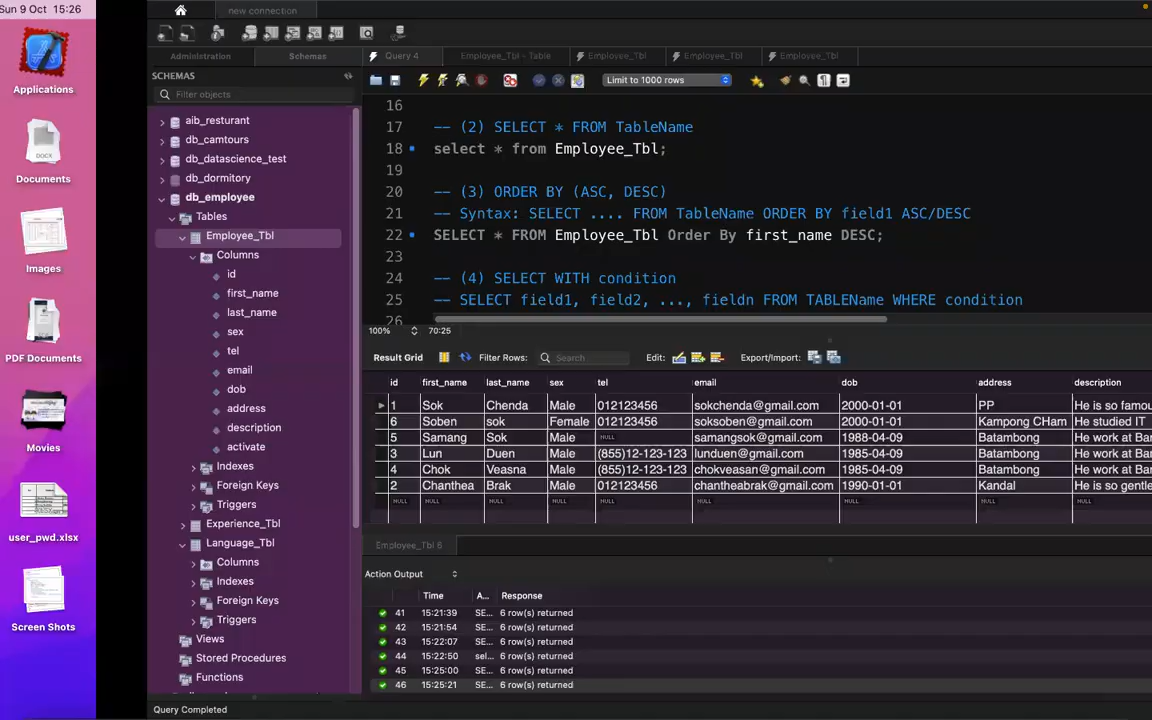 Sun 9 Oct 15:26
new connection
Administration
Schemas
Query 4
Employee_Tbl - Table
Employee_Tbl
Employee_Tbl
Employee_Tbl
SCHEMAS
Limit to 1000 rows
Filter objects
Applications
DOCX
Documents
Images
PDF Documents
Movies
user_pwd.xlsx
Screen Shots
aib_resturant
db_camtours
db_datascience_test
db_dormitory
db_employee
Tables
Employee_Tbl
Columns
id
first_name
last_name
sex
tel
email
dob
address
description
activate
Indexes
Foreign Keys
Triggers
Experience_Tbl
Language_Tbl
Columns
Indexes
Foreign Keys
Triggers
Views
Stored Procedures
Functions
16
17 -- (2) SELECT * FROM TableName
18 select * from Employee_Tbl;
19
20 -- (3) ORDER BY (ASC, DESC)
21 -- Syntax: SELECT .... FROM TableName ORDER BY field1 ASC/DESC
22 SELECT * FROM Employee_Tbl Order By first_name DESC;
23
24 -- (4) SELECT WITH condition
25 -- SELECT field1, field2, ..., fieldn FROM TABLEName WHERE condition
26
100% 70:25
Result Grid Filter Rows: Search Edit: Export/Import:
id first_name last_name sex tel email dob address description
1 Sok Chenda Male 012123456 sokchenda@gmail.com 2000-01-01 PP He is so famou
6 Soben sok Female 012123456 soksoben@gmail.com 2000-01-01 Kampong CHam He studied IT
5 Samang Sok Male NULL samangsok@gmail.com 1988-04-09 Batambong He work at Bar
3 Lun Duen Male (855)12-123-123 lunduen@gmail.com 1985-04-09 Batambong He work at Bar
4 Chok Veasna Male (855)12-123-123 chokveasan@gmail.com 1985-04-09 Batambong He work at Bar
2 Chanthea Brak Male 012123456 chantheabrak@gmail.com 1990-01-01 Kandal He is so gentle
NULL NULL NULL NULL NULL NULL NULL NULL NULL
Employee_Tbl 6
Action Output
Time A... Response
41 15:21:39 SE... 6 row(s) returned
42 15:21:54 SE... 6 row(s) returned
43 15:22:07 SE... 6 row(s) returned
44 15:22:50 sel... 6 row(s) returned
45 15:25:00 SE... 6 row(s) returned
46 15:25:21 SE... 6 row(s) returned
Query Completed